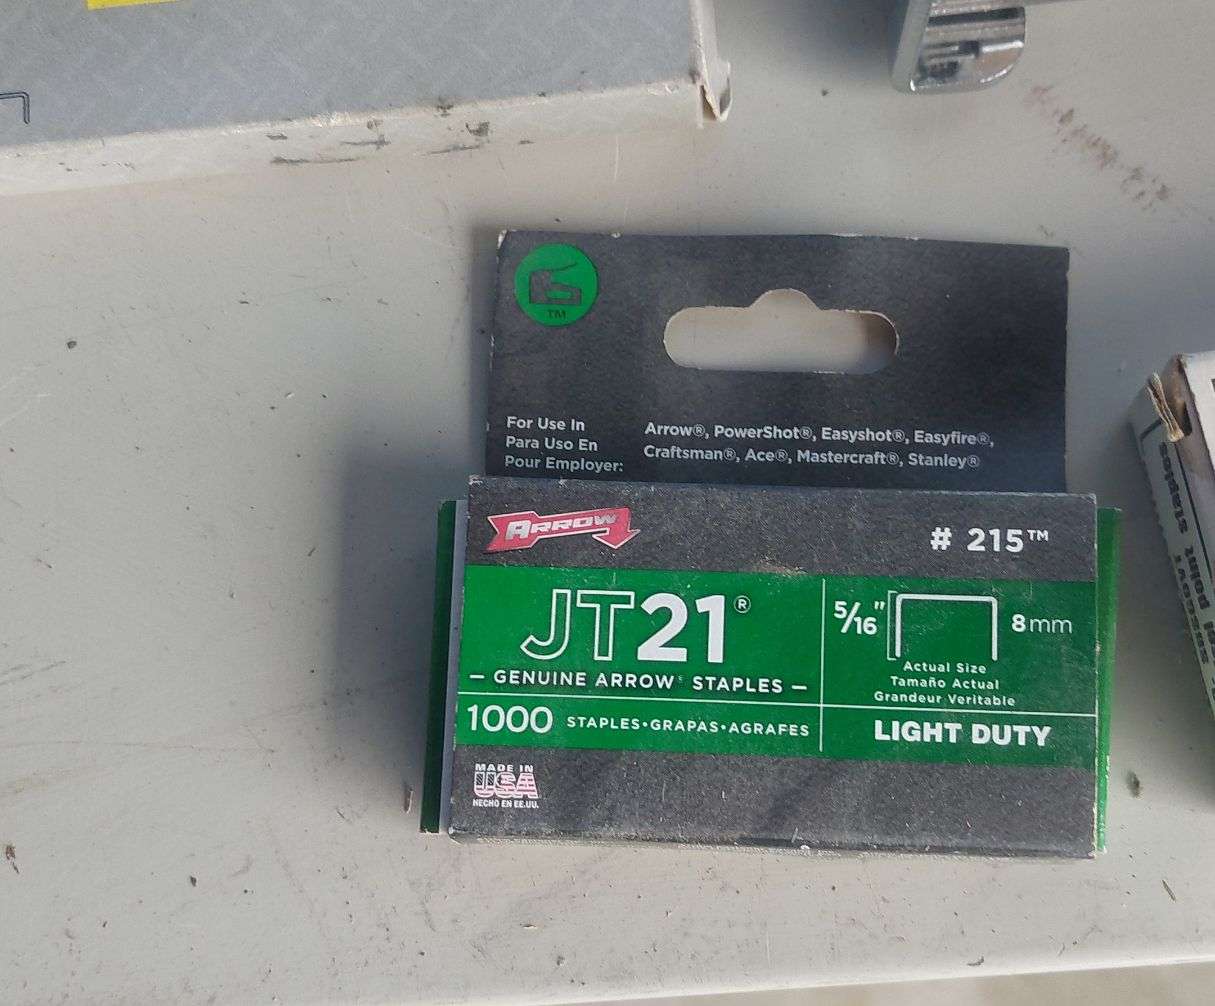 TM
For Use In
Para Uso En
Pour Employer:
Arrow®, PowerShot®, Easyshot®, Easyfire®,
Craftsman®, Ace®, Mastercraft®, Stanley®
ARROW
# 215™
JT21®
– GENUINE ARROW® STAPLES –
1000 STAPLES•GRAPAS•AGRAFES
5/16" 8mm
Actual Size
Tamaño Actual
Grandeur Veritable
LIGHT DUTY
MADE IN
USA
HECHO EN EE.UU.
staples
point